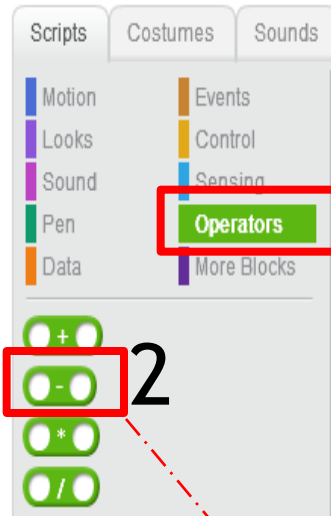 Scripts Costumes Sounds
Motion Events
Looks Control
Sound Sensing
Pen Operators
Data More Blocks
+
- 2
*
/